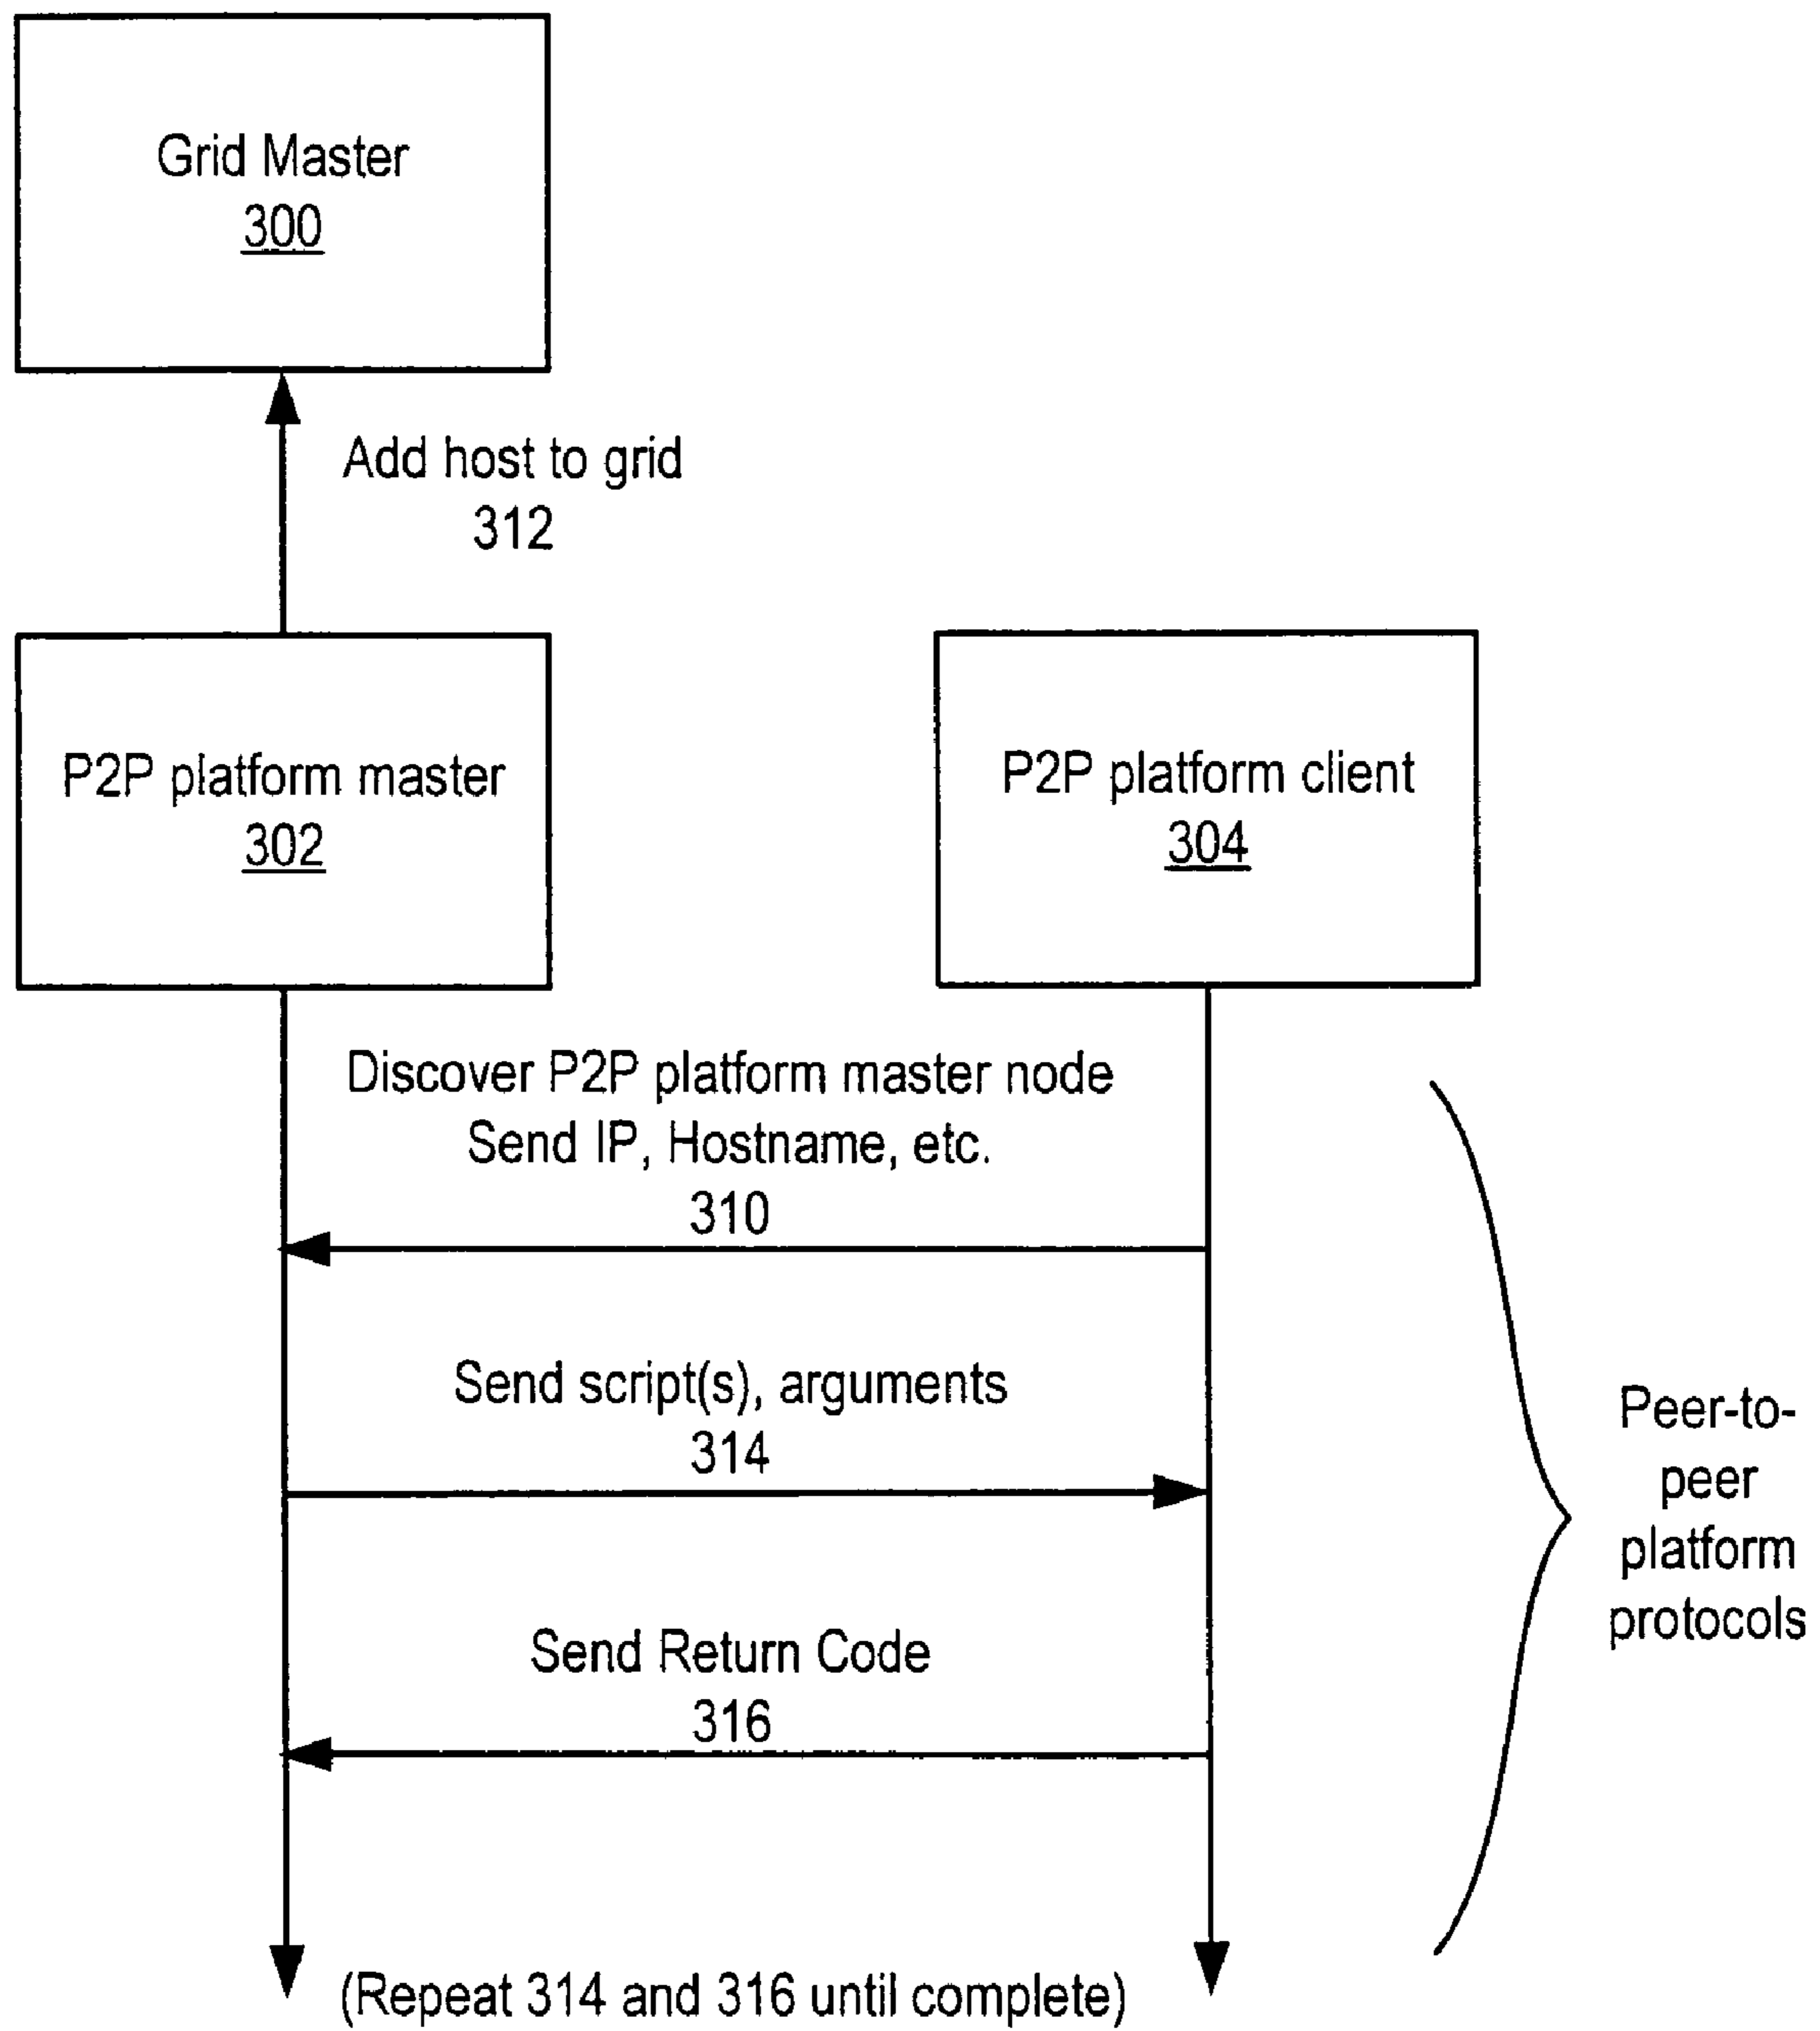 Grid Master
300
Add host to grid
312
P2P platform master
302
P2P platform client
304
Discover P2P platform master node
Send IP, Hostname, etc.
310
Send script(s), arguments
314
Send Return Code
316
(Repeat 314 and 316 until complete)
Peer-to-
peer
platform
protocols